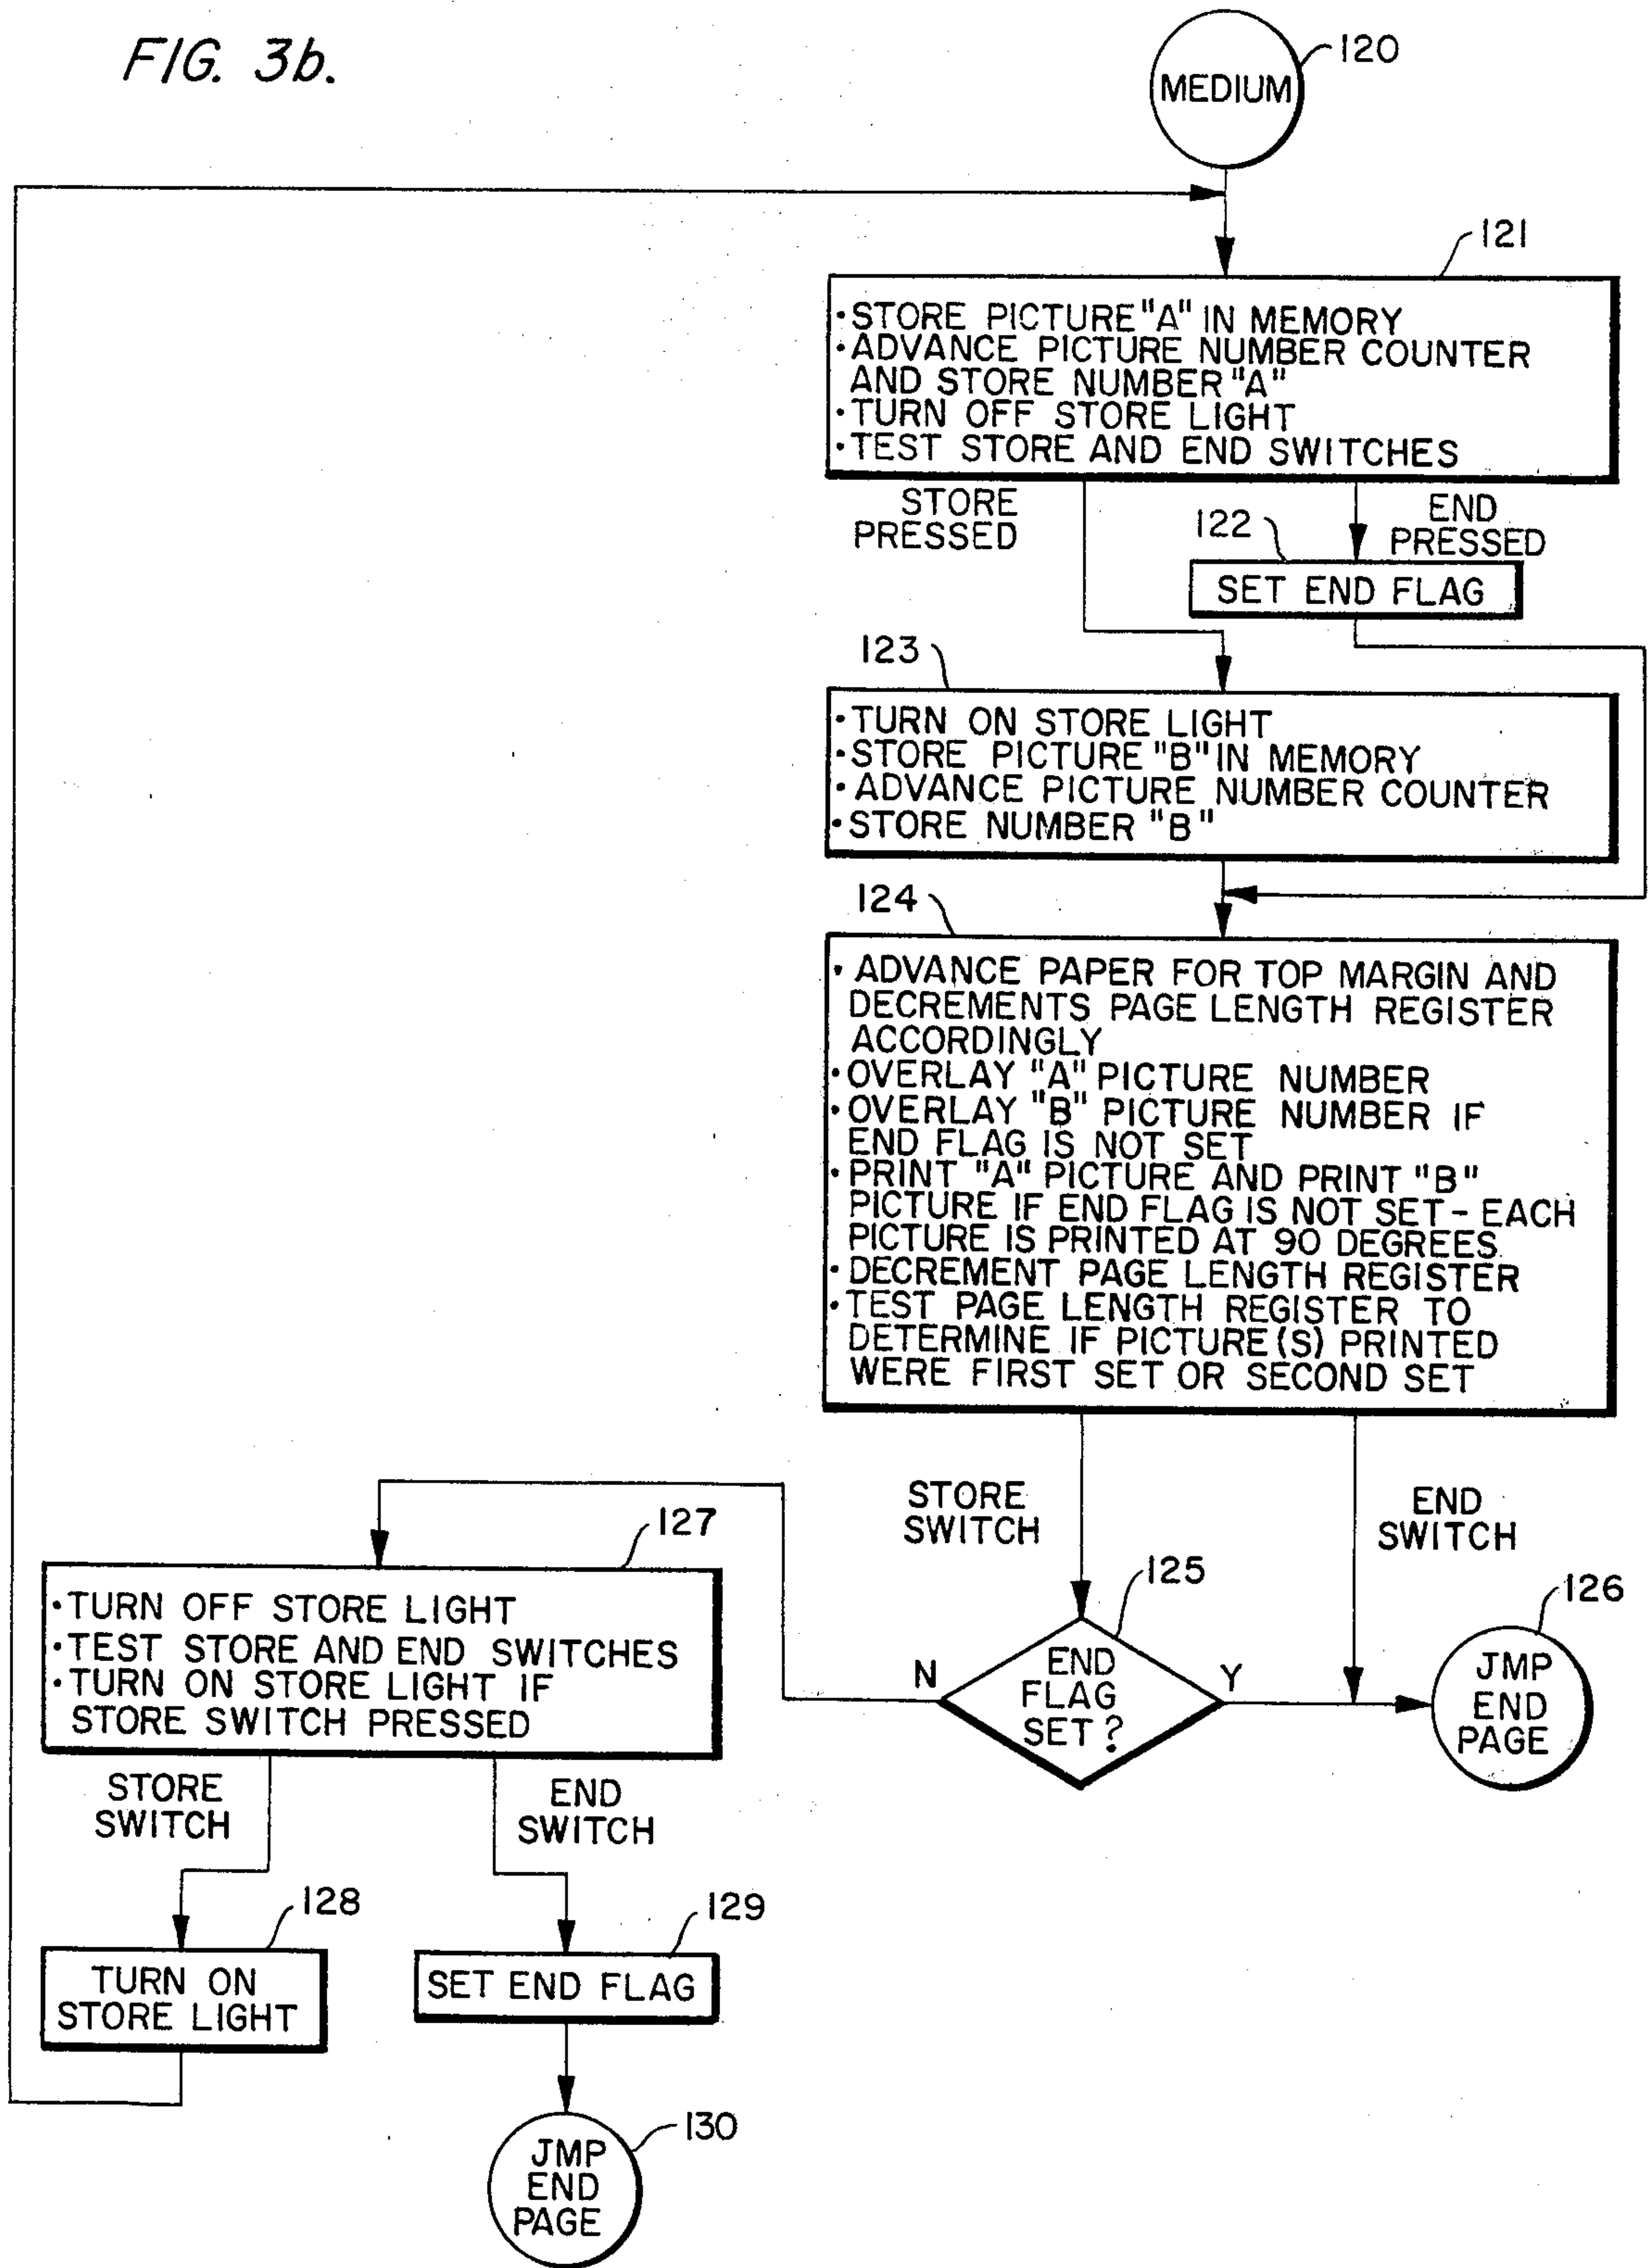 FIG. 3b.
120
MEDIUM
121
·STORE PICTURE "A" IN MEMORY
·ADVANCE PICTURE NUMBER COUNTER
AND STORE NUMBER "A"
·TURN OFF STORE LIGHT
·TEST STORE AND END SWITCHES
STORE
PRESSED
END
PRESSED
122
SET END FLAG
123
·TURN ON STORE LIGHT
·STORE PICTURE "B" IN MEMORY
·ADVANCE PICTURE NUMBER COUNTER
·STORE NUMBER "B"
124
· ADVANCE PAPER FOR TOP MARGIN AND
DECREMENTS PAGE LENGTH REGISTER
ACCORDINGLY
·OVERLAY "A" PICTURE NUMBER
·OVERLAY "B" PICTURE NUMBER IF
END FLAG IS NOT SET
·PRINT "A" PICTURE AND PRINT "B"
PICTURE IF END FLAG IS NOT SET - EACH
PICTURE IS PRINTED AT 90 DEGREES
·DECREMENT PAGE LENGTH REGISTER
·TEST PAGE LENGTH REGISTER TO
DETERMINE IF PICTURE(S) PRINTED
WERE FIRST SET OR SECOND SET
STORE
SWITCH
END
SWITCH
125
END
FLAG
SET?
N
Y
126
JMP
END
PAGE
127
·TURN OFF STORE LIGHT
·TEST STORE AND END SWITCHES
·TURN ON STORE LIGHT IF
STORE SWITCH PRESSED
STORE
SWITCH
END
SWITCH
128
TURN ON
STORE LIGHT
129
SET END FLAG
130
JMP
END
PAGE